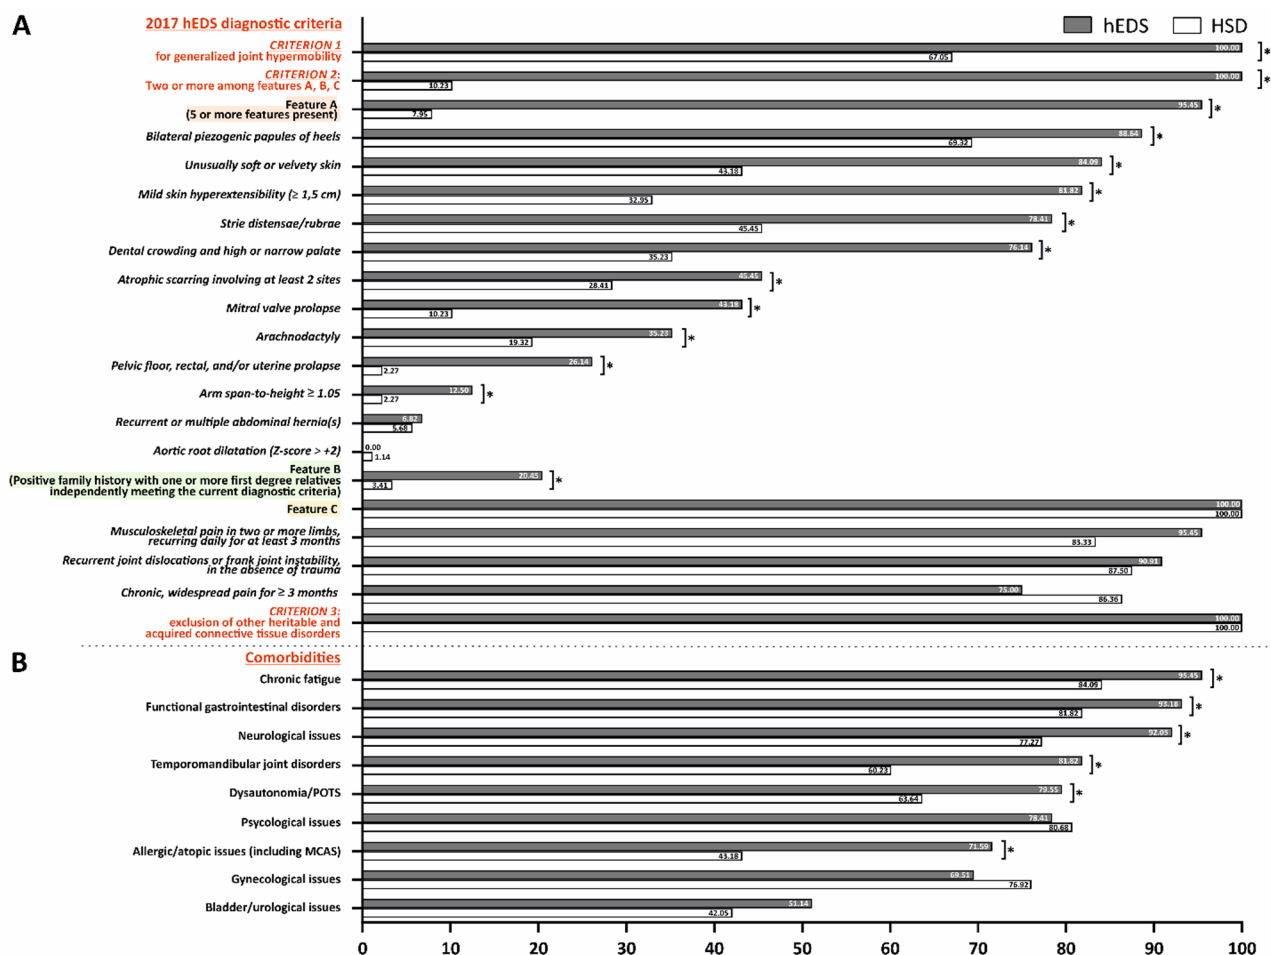 A
2017 hEDS diagnostic criteria
hEDS
HSD
CRITERION 1
for generalized joint hypermobility
100.00
67.05
*
CRITERION 2:
Two or more among features A, B, C
100.00
10.23
*
Feature A
(5 or more features present)
95.45
7.95
*
Bilateral piezogenic papules of heels
88.64
69.32
*
Unusually soft or velvety skin
84.09
43.18
*
Mild skin hyperextensibility (≥ 1,5 cm)
81.82
32.95
*
Strie distensae/rubrae
78.41
45.45
*
Dental crowding and high or narrow palate
76.14
35.23
*
Atrophic scarring involving at least 2 sites
45.45
28.41
*
Mitral valve prolapse
43.18
10.23
*
Arachnodactyly
35.23
19.32
*
Pelvic floor, rectal, and/or uterine prolapse
26.14
2.27
*
Arm span-to-height ≥ 1.05
12.50
2.27
*
Recurrent or multiple abdominal hernia(s)
6.82
5.68
Aortic root dilatation (Z-score > +2)
0.00
1.14
Feature B
(Positive family history with one or more first degree relatives
independently meeting the current diagnostic criteria)
20.45
3.41
*
Feature C
100.00
100.00
Musculoskeletal pain in two or more limbs,
recurring daily for at least 3 months
95.45
83.33
Recurrent joint dislocations or frank joint instability,
in the absence of trauma
90.91
87.50
Chronic, widespread pain for ≥ 3 months
75.00
86.36
CRITERION 3:
exclusion of other heritable and
acquired connective tissue disorders
100.00
100.00
B
Comorbidities
Chronic fatigue
95.45
84.09
*
Functional gastrointestinal disorders
93.18
81.82
*
Neurological issues
92.05
77.27
*
Temporomandibular joint disorders
81.82
60.23
*
Dysautonomia/POTS
79.55
63.64
*
Psycological issues
78.41
80.68
Allergic/atopic issues (including MCAS)
71.59
43.18
*
Gynecological issues
69.51
76.92
Bladder/urological issues
51.14
42.05
0 10 20 30 40 50 60 70 80 90 100